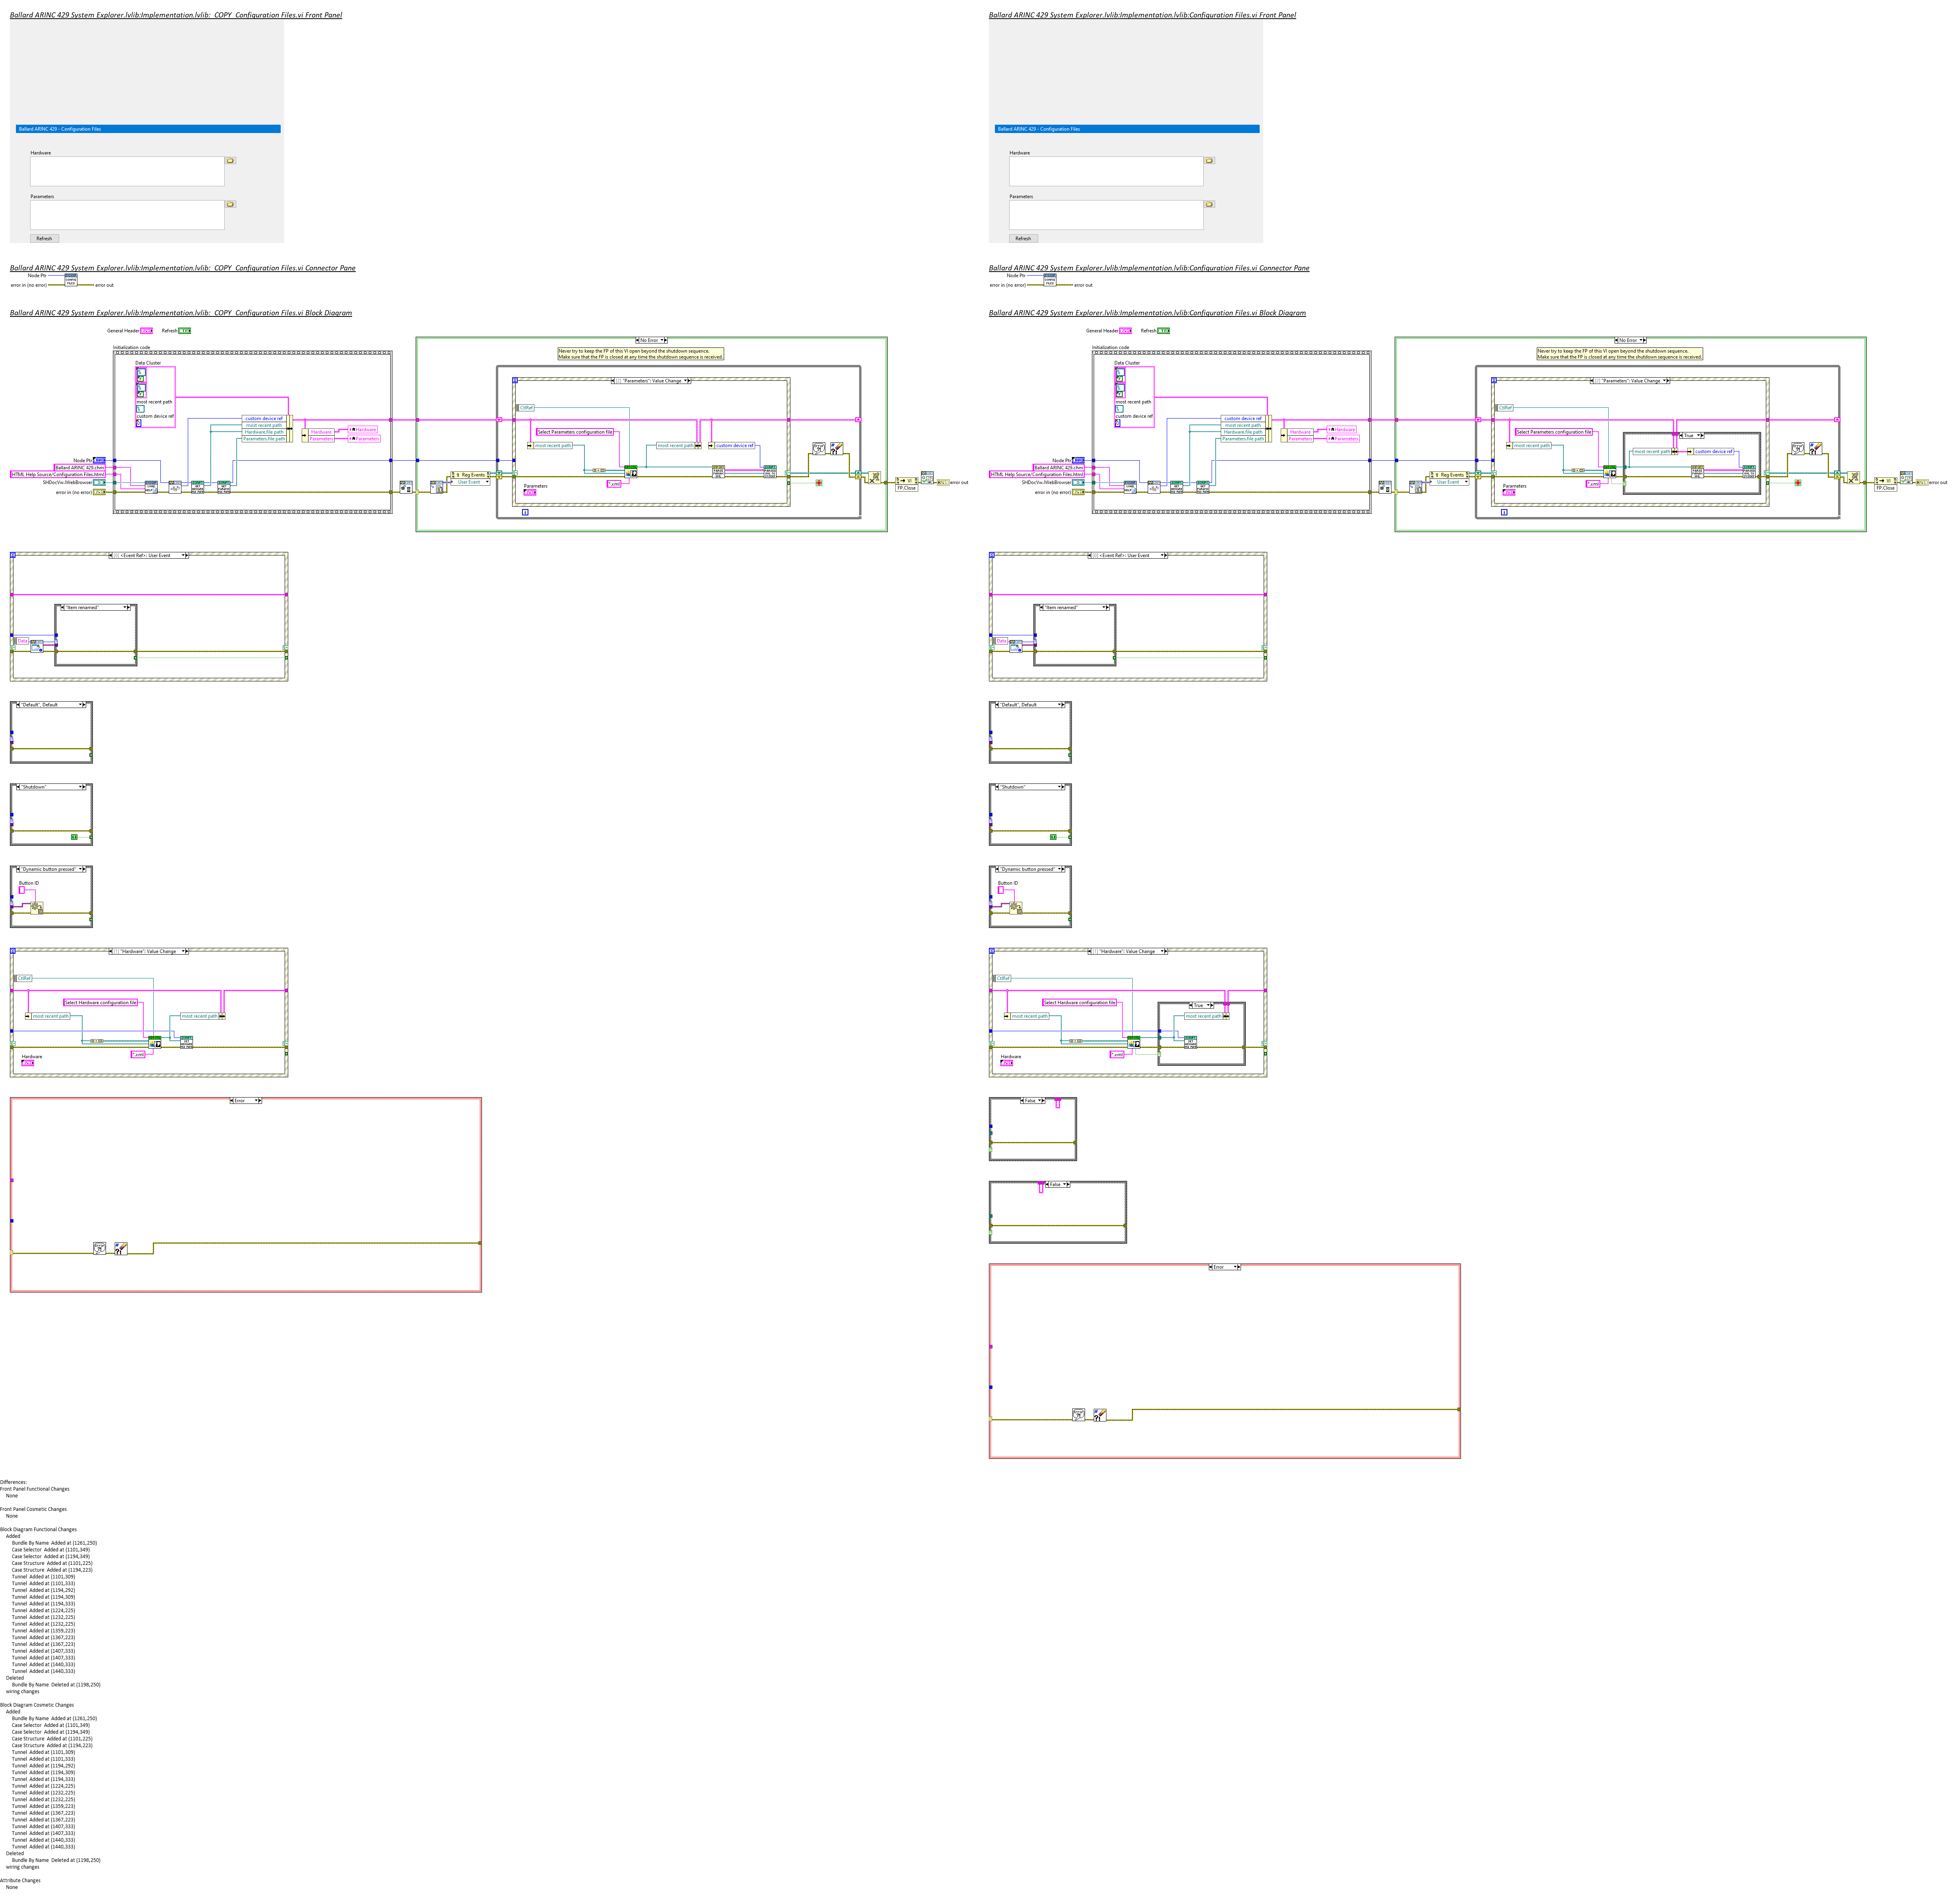 Ballard ARINC 429 System Explorer.lvlib:Implementation.lvlib:_COPY_Configuration Files.vi Front Panel
Ballard ARINC 429 - Configuration Files
Hardware
Parameters
Refresh
Ballard ARINC 429 System Explorer.lvlib:Implementation.lvlib:_COPY_Configuration Files.vi Connector Pane
Node Ptr
error in (no error)
error out
Ballard ARINC 429 System Explorer.lvlib:Implementation.lvlib:_COPY_Configuration Files.vi Block Diagram
General Header
Refresh
Initialization code
Data Cluster
most recent path
custom device ref
custom device ref
most recent path
Hardware.file path
Parameters.file path
Hardware
Parameters
Hardware
Parameters
Node Ptr
Ballard ARINC 429.chm
HTML Help Source/Configuration Files.html
SHDocVw.IWebBrowser
error in (no error)
No Error
Never try to keep the FP of this VI open beyond the shutdown sequence.
Make sure that the FP is closed at any time the shutdown sequence is received.
"Parameters": Value Change
CtlRef
Select Parameters configuration file
most recent path
most recent path
custom device ref
*.xml
Parameters
Reg Events
User Event
VI
FP.Close
error out
<Event Ref>: User Event
"Item renamed"
Data
"Default", Default
"Shutdown"
"Dynamic button pressed"
Button ID
"Hardware": Value Change
CtlRef
Select Hardware configuration file
most recent path
most recent path
*.xml
Hardware
Error
Ballard ARINC 429 System Explorer.lvlib:Implementation.lvlib:Configuration Files.vi Front Panel
Ballard ARINC 429 - Configuration Files
Hardware
Parameters
Refresh
Ballard ARINC 429 System Explorer.lvlib:Implementation.lvlib:Configuration Files.vi Connector Pane
Node Ptr
error in (no error)
error out
Ballard ARINC 429 System Explorer.lvlib:Implementation.lvlib:Configuration Files.vi Block Diagram
General Header
Refresh
Initialization code
Data Cluster
most recent path
custom device ref
custom device ref
most recent path
Hardware.file path
Parameters.file path
Hardware
Parameters
Hardware
Parameters
Node Ptr
Ballard ARINC 429.chm
HTML Help Source/Configuration Files.html
SHDocVw.IWebBrowser
error in (no error)
No Error
Never try to keep the FP of this VI open beyond the shutdown sequence.
Make sure that the FP is closed at any time the shutdown sequence is received.
"Parameters": Value Change
CtlRef
Select Parameters configuration file
True
most recent path
most recent path
custom device ref
*.xml
Parameters
Reg Events
User Event
VI
FP.Close
error out
<Event Ref>: User Event
"Item renamed"
Data
"Default", Default
"Shutdown"
"Dynamic button pressed"
Button ID
"Hardware": Value Change
CtlRef
Select Hardware configuration file
True
most recent path
most recent path
*.xml
Hardware
False
False
Error
Differences:
Front Panel Functional Changes
None
Front Panel Cosmetic Changes
None
Block Diagram Functional Changes
Added
Bundle By Name Added at (1261,250)
Case Selector Added at (1101,349)
Case Selector Added at (1194,349)
Case Structure Added at (1101,225)
Case Structure Added at (1194,223)
Tunnel Added at (1101,309)
Tunnel Added at (1101,333)
Tunnel Added at (1194,292)
Tunnel Added at (1194,309)
Tunnel Added at (1194,333)
Tunnel Added at (1224,225)
Tunnel Added at (1232,225)
Tunnel Added at (1232,225)
Tunnel Added at (1359,223)
Tunnel Added at (1367,223)
Tunnel Added at (1367,223)
Tunnel Added at (1407,333)
Tunnel Added at (1407,333)
Tunnel Added at (1440,333)
Tunnel Added at (1440,333)
Deleted
Bundle By Name Deleted at (1198,250)
wiring changes
Block Diagram Cosmetic Changes
Added
Bundle By Name Added at (1261,250)
Case Selector Added at (1101,349)
Case Selector Added at (1194,349)
Case Structure Added at (1101,225)
Case Structure Added at (1194,223)
Tunnel Added at (1101,309)
Tunnel Added at (1101,333)
Tunnel Added at (1194,292)
Tunnel Added at (1194,309)
Tunnel Added at (1194,333)
Tunnel Added at (1224,225)
Tunnel Added at (1232,225)
Tunnel Added at (1232,225)
Tunnel Added at (1359,223)
Tunnel Added at (1367,223)
Tunnel Added at (1367,223)
Tunnel Added at (1407,333)
Tunnel Added at (1407,333)
Tunnel Added at (1440,333)
Tunnel Added at (1440,333)
Deleted
Bundle By Name Deleted at (1198,250)
wiring changes
Attribute Changes
None